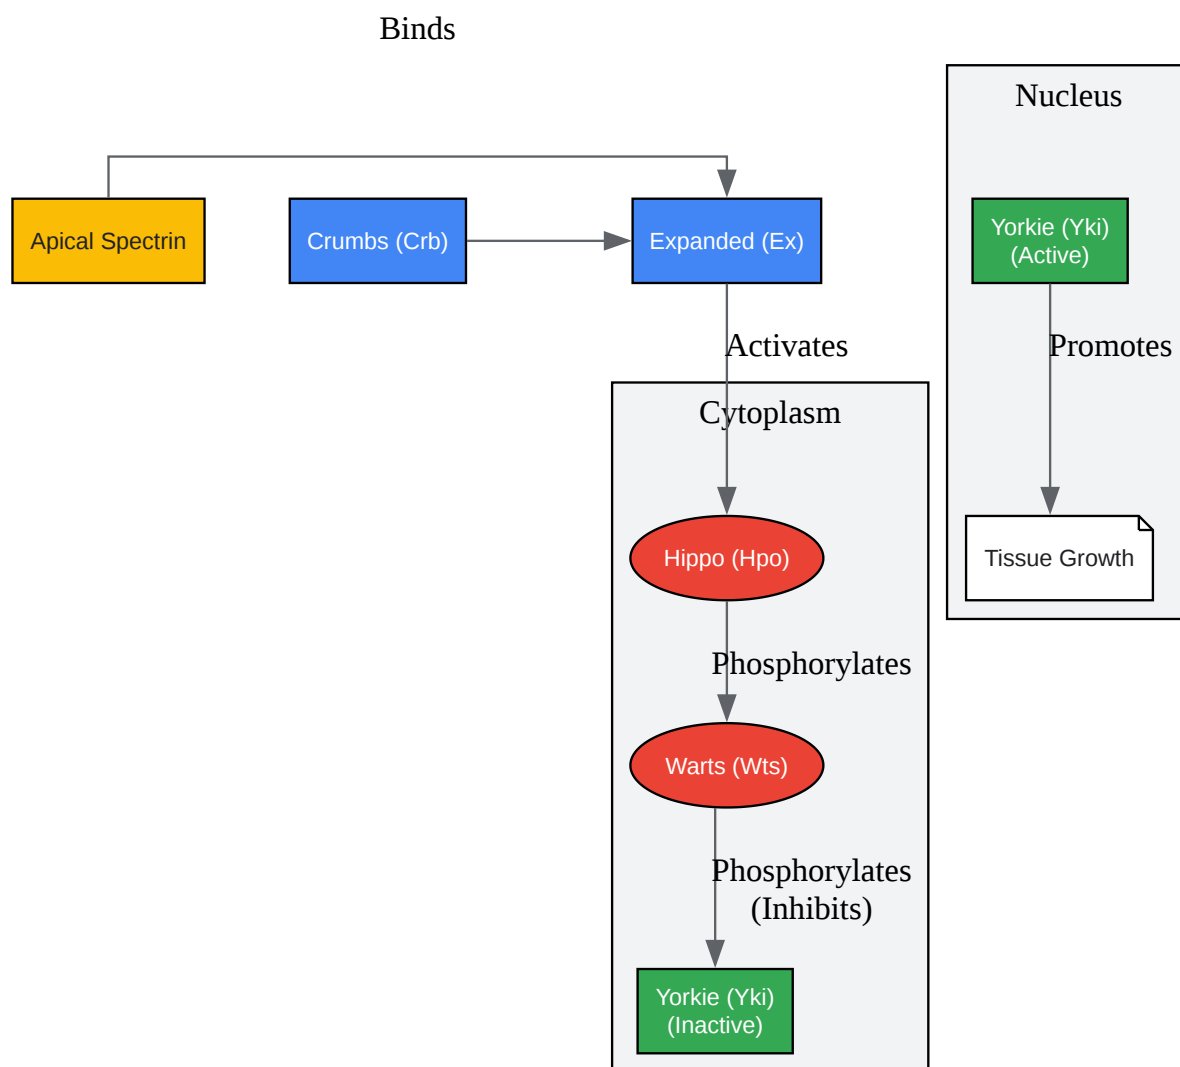 Binds
Nucleus
Apical Spectrin
Crumbs (Crb)
Expanded (Ex)
Yorkie (Yki)
(Active)
Activates
Promotes
Cytoplasm
Hippo (Hpo)
Tissue Growth
Phosphorylates
Warts (Wts)
Phosphorylates
(Inhibits)
Yorkie (Yki)
(Inactive)